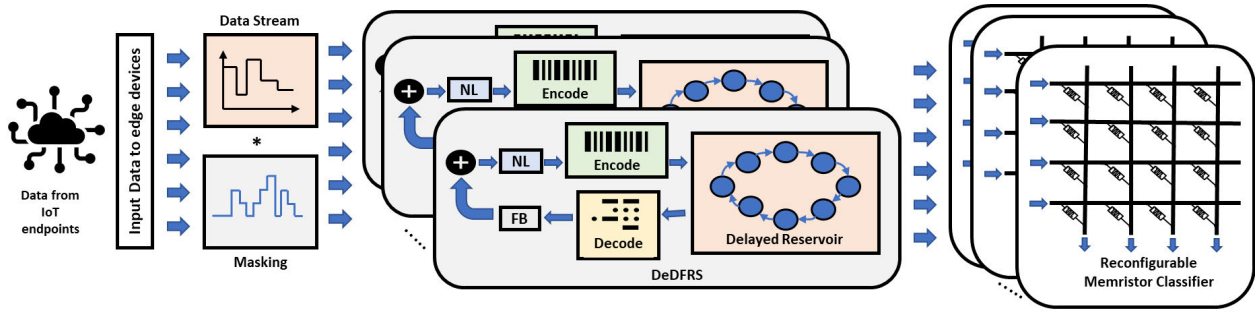 Data from
IoT
endpoints
Input Data to edge devices
Data Stream
*
Masking
NL
Encode
NL
Encode
FB
Decode
Delayed Reservoir
DeDFRS
Reconfigurable
Memristor Classifier